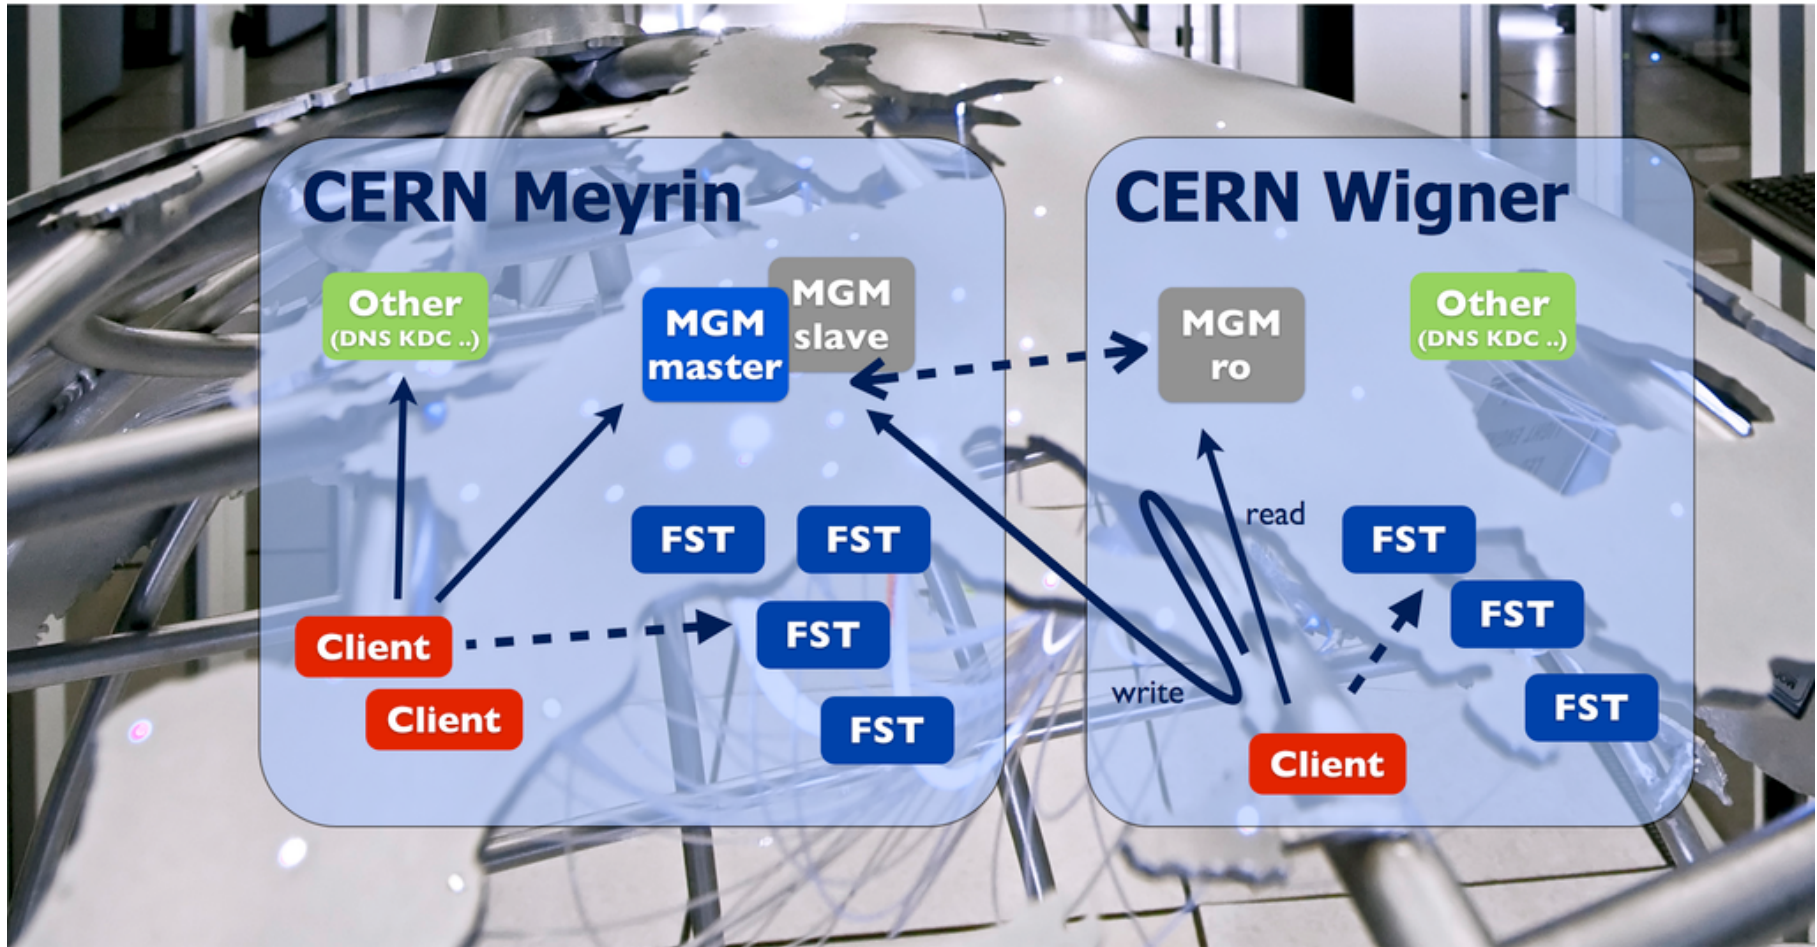 CERN Meyrin
Other
(DNS KDC ..)
MGM
master
MGM
slave
FST
FST
FST
FST
Client
Client
CERN Wigner
MGM
ro
Other
(DNS KDC ..)
read
write
FST
FST
FST
Client